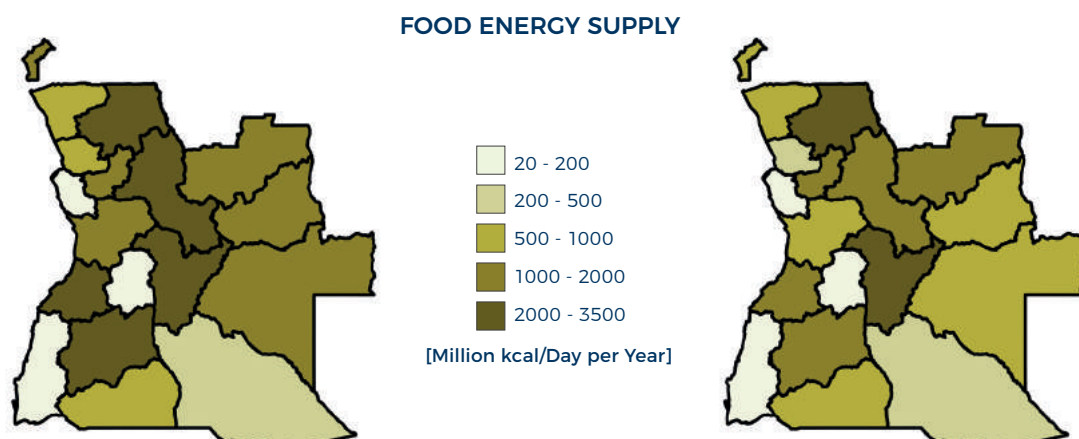 FOOD ENERGY SUPPLY
20 - 200
200 - 500
500 - 1000
1000 - 2000
2000 - 3500
[Million kcal/Day per Year]